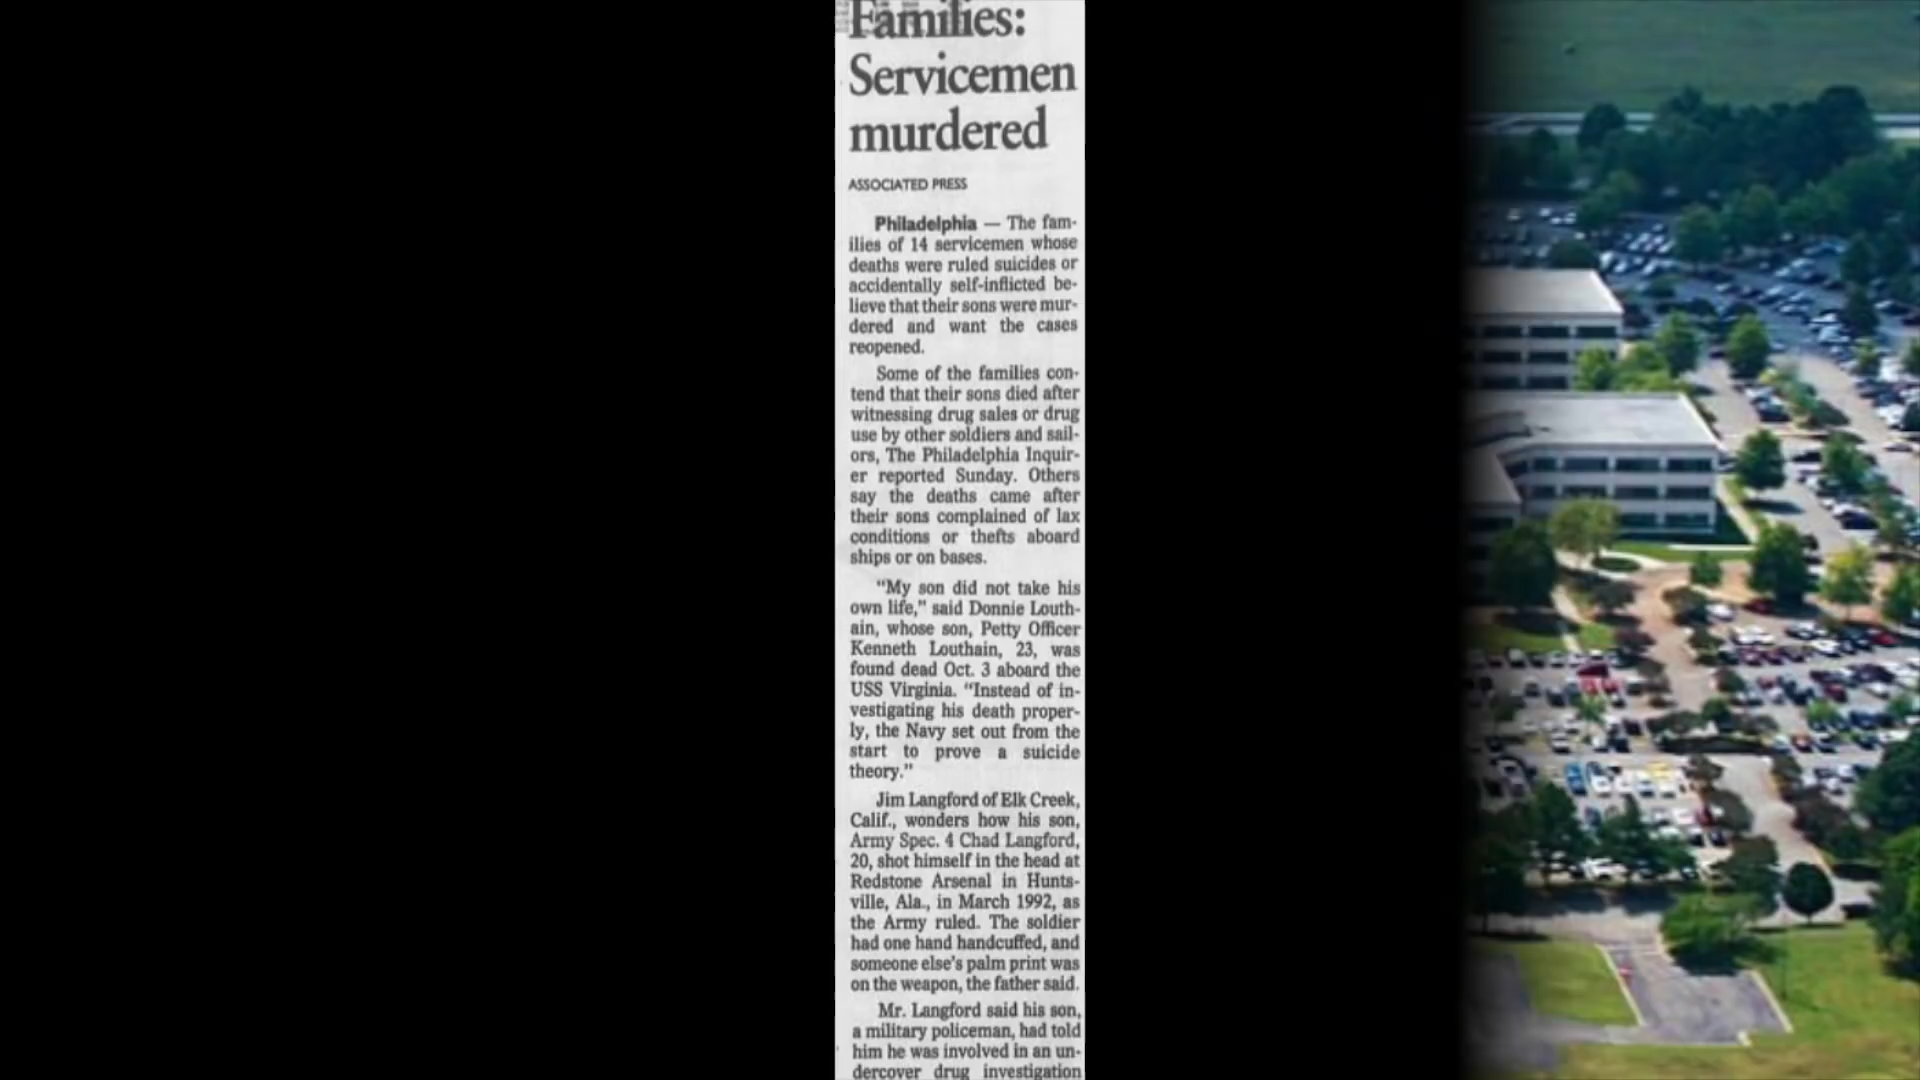 Families:
Servicemen
murdered
ASSOCIATED PRESS
Philadelphia — The fam-
ilies of 14 servicemen whose
deaths were ruled suicides or
accidentally self-inflicted be-
lieve that their sons were mur-
dered and want the cases
reopened.
Some of the families con-
tend that their sons died after
witnessing drug sales or drug
use by other soldiers and sail-
ors, The Philadelphia Inquir-
er reported Sunday. Others
say the deaths came after
their sons complained of lax
conditions or thefts aboard
ships or on bases.
"My son did not take his
own life," said Donnie Louth-
ain, whose son, Petty Officer
Kenneth Louthain, 23, was
found dead Oct. 3 aboard the
USS Virginia. "Instead of in-
vestigating his death proper-
ly, the Navy set out from the
start to prove a suicide
theory."
Jim Langford of Elk Creek,
Calif., wonders how his son,
Army Spec. 4 Chad Langford,
20, shot himself in the head at
Redstone Arsenal in Hunts-
ville, Ala., in March 1992, as
the Army ruled. The soldier
had one hand handcuffed, and
someone else's palm print was
on the weapon, the father said.
Mr. Langford said his son,
a military policeman, had told
him he was involved in an un-
dercover drug investigation